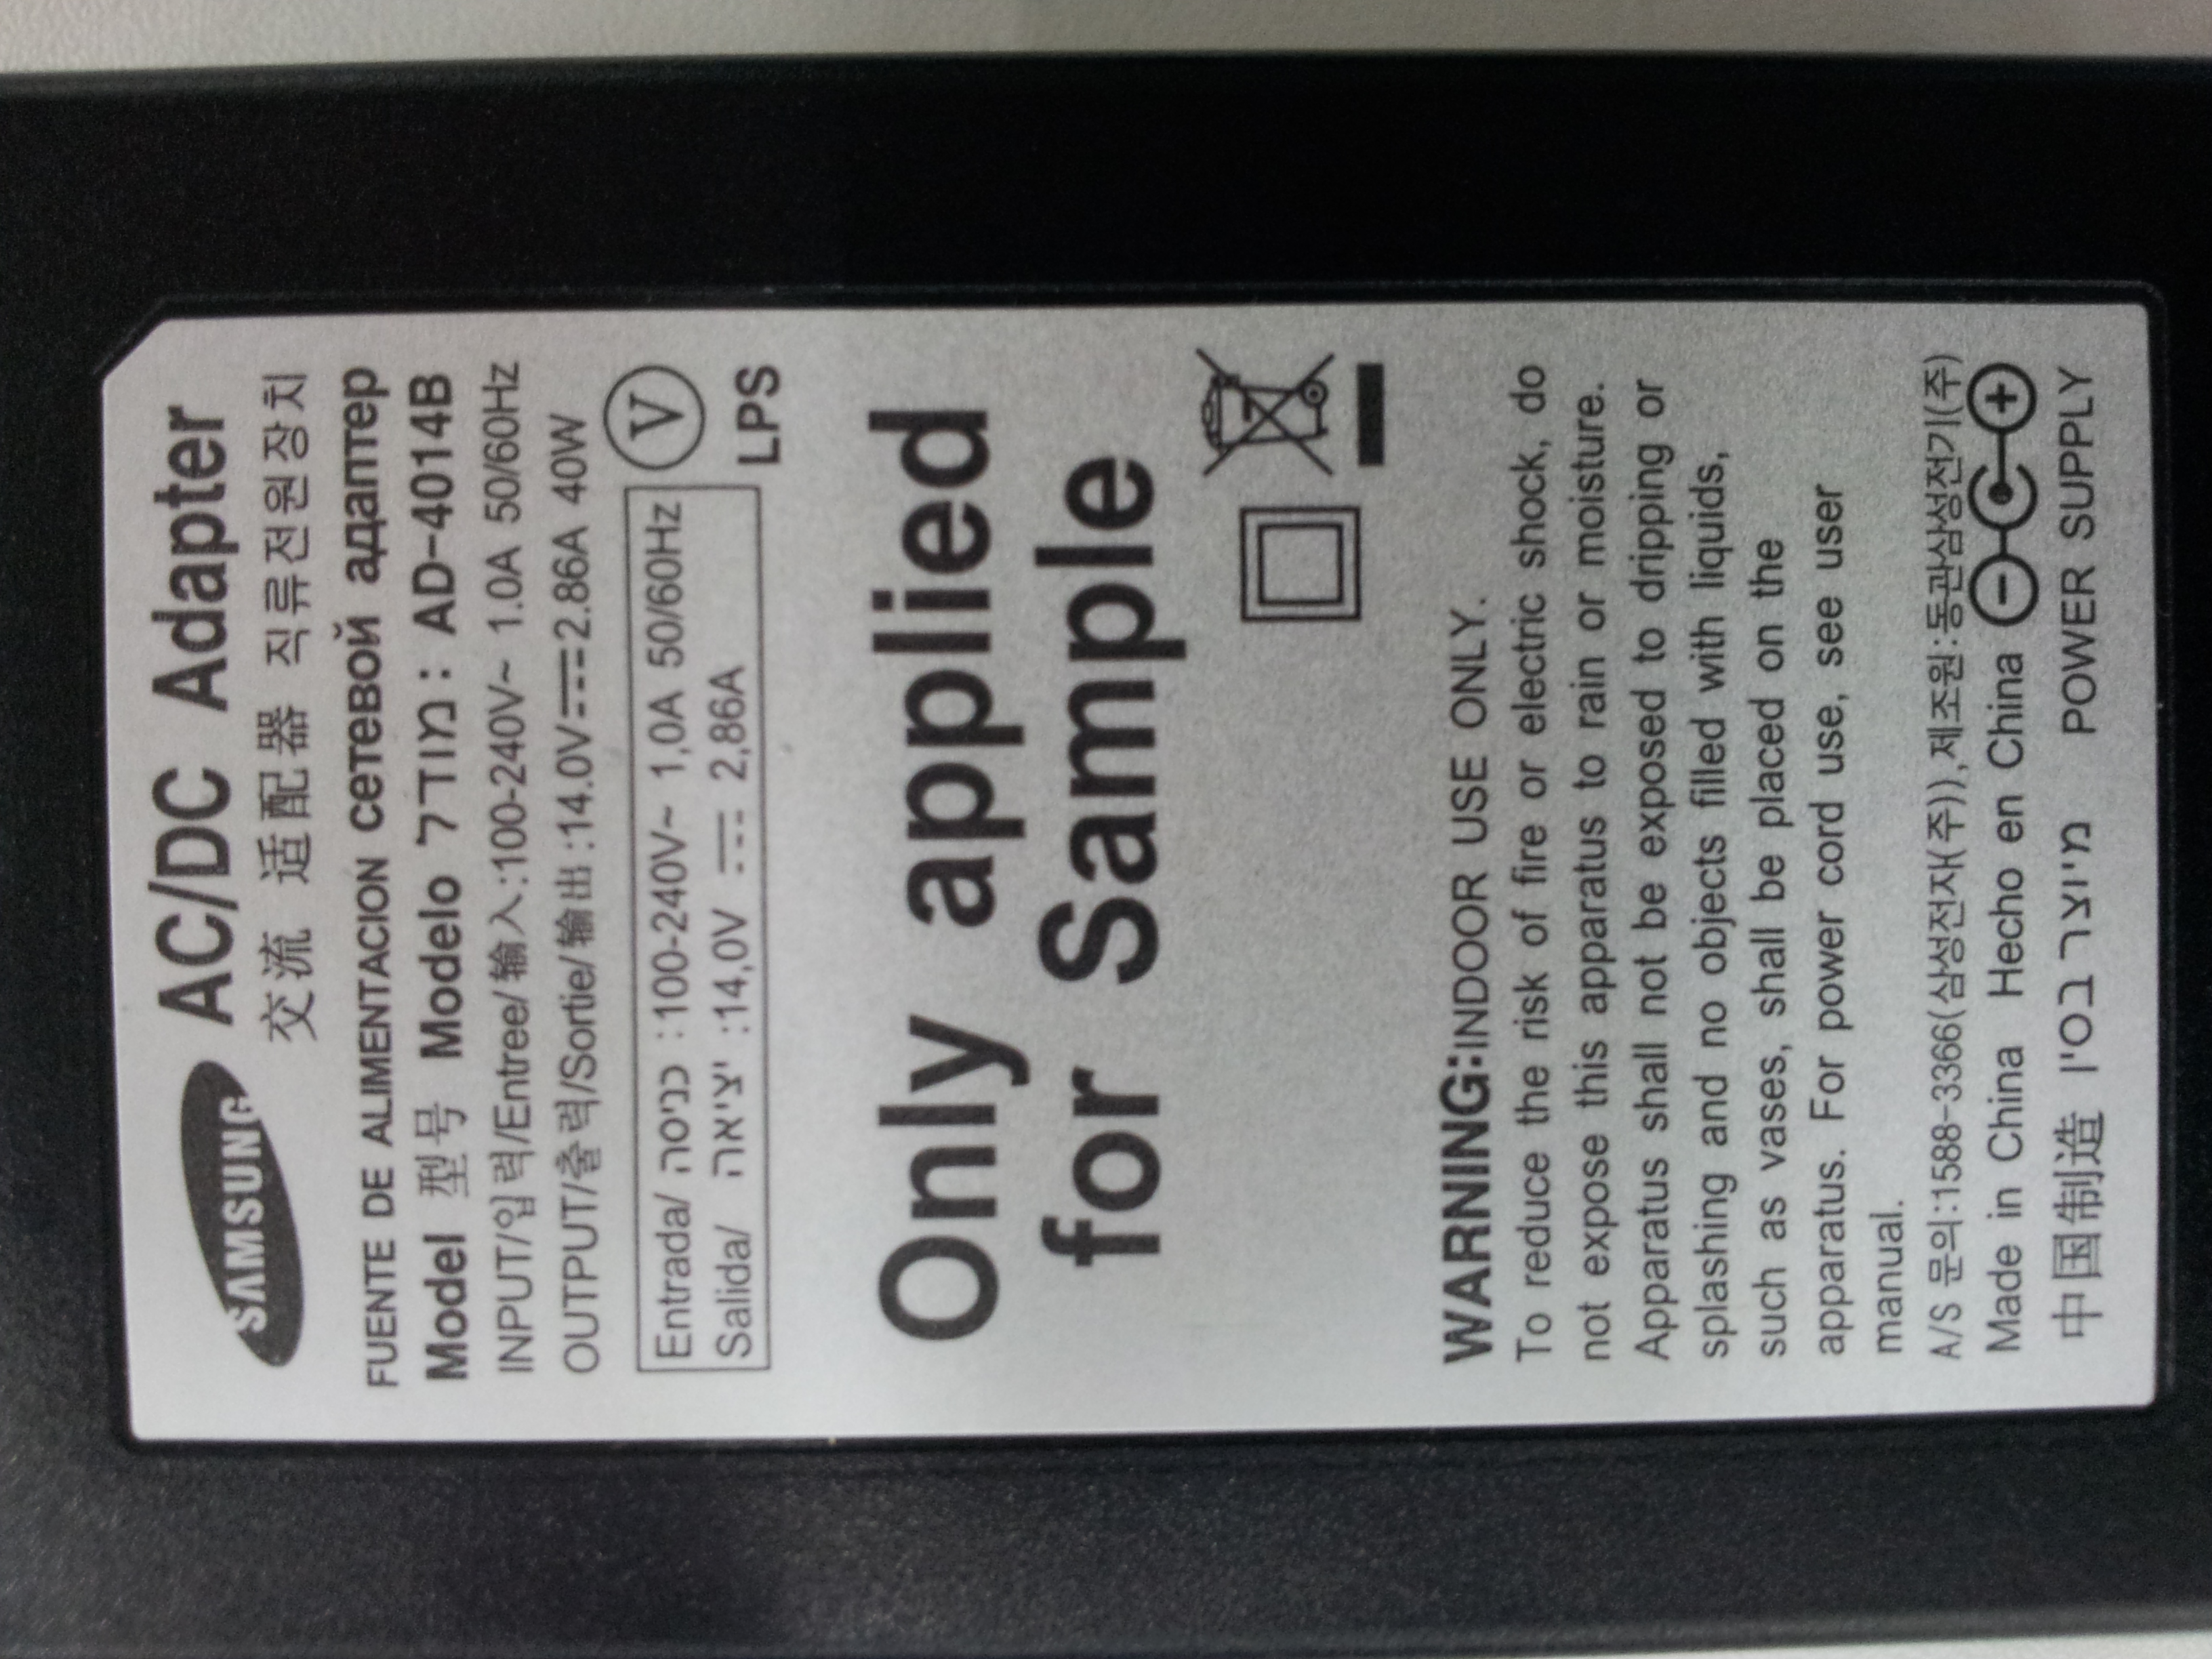 SAMSUNG AC/DC Adapter
交流 适配器 직류전원장치
FUENTE DE ALIMENTACION сетевой адаптер
Model 型号 Modelo מודל : AD-4014B
INPUT/입력/Entree/输入:100-240V~ 1.0A 50/60Hz
OUTPUT/출력/Sortie/输出:14.0V⎓2.86A 40W
Entrada/ כניסה :100-240V~ 1,0A 50/60Hz
Salida/ יציאה :14,0V ⎓ 2,86A
V
LPS
Only applied
for Sample
WARNING:INDOOR USE ONLY.
To reduce the risk of fire or electric shock, do
not expose this apparatus to rain or moisture.
Apparatus shall not be exposed to dripping or
splashing and no objects filled with liquids,
such as vases, shall be placed on the
apparatus. For power cord use, see user
manual.
A/S 문의:1588-3366(삼성전자(주)),제조원:동관삼성전기(주)
Made in China Hecho en China
中国制造 מיוצר בסין POWER SUPPLY